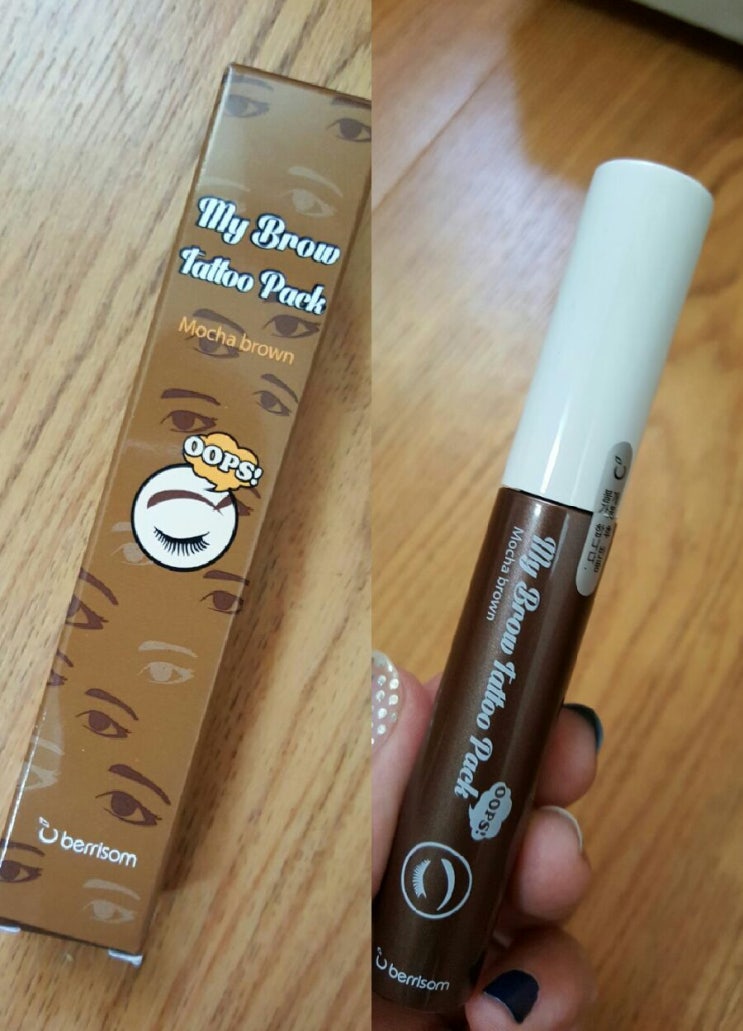 My Brow
Tattoo Pack
Mocha brown
OOPS!
berrisom
My Brow Tattoo Pack
Mocha brown
OOPS!
berrisom